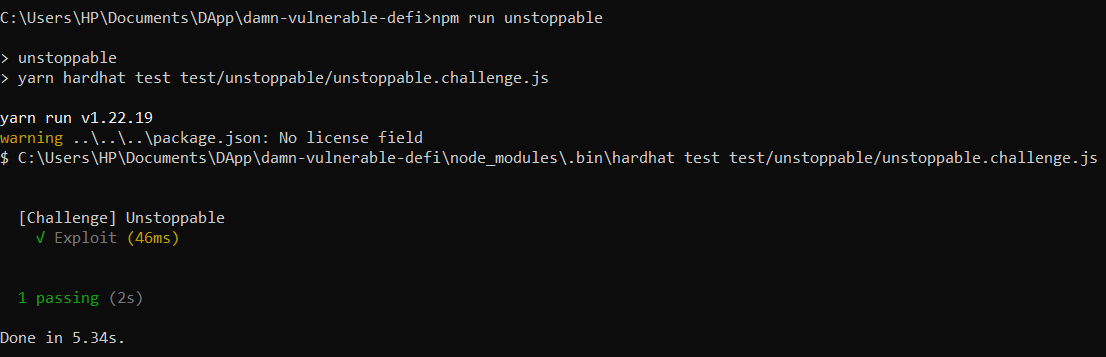 C:\Users\HP\Documents\DApp\damn-vulnerable-defi>npm run unstoppable
> unstoppable
> yarn hardhat test test/unstoppable/unstoppable.challenge.js
yarn run v1.22.19
warning ..\..\..\package.json: No license field
$ C:\Users\HP\Documents\DApp\damn-vulnerable-defi\node_modules\.bin\hardhat test test/unstoppable/unstoppable.challenge.js
[Challenge] Unstoppable
√ Exploit (46ms)
1 passing (2s)
Done in 5.34s.